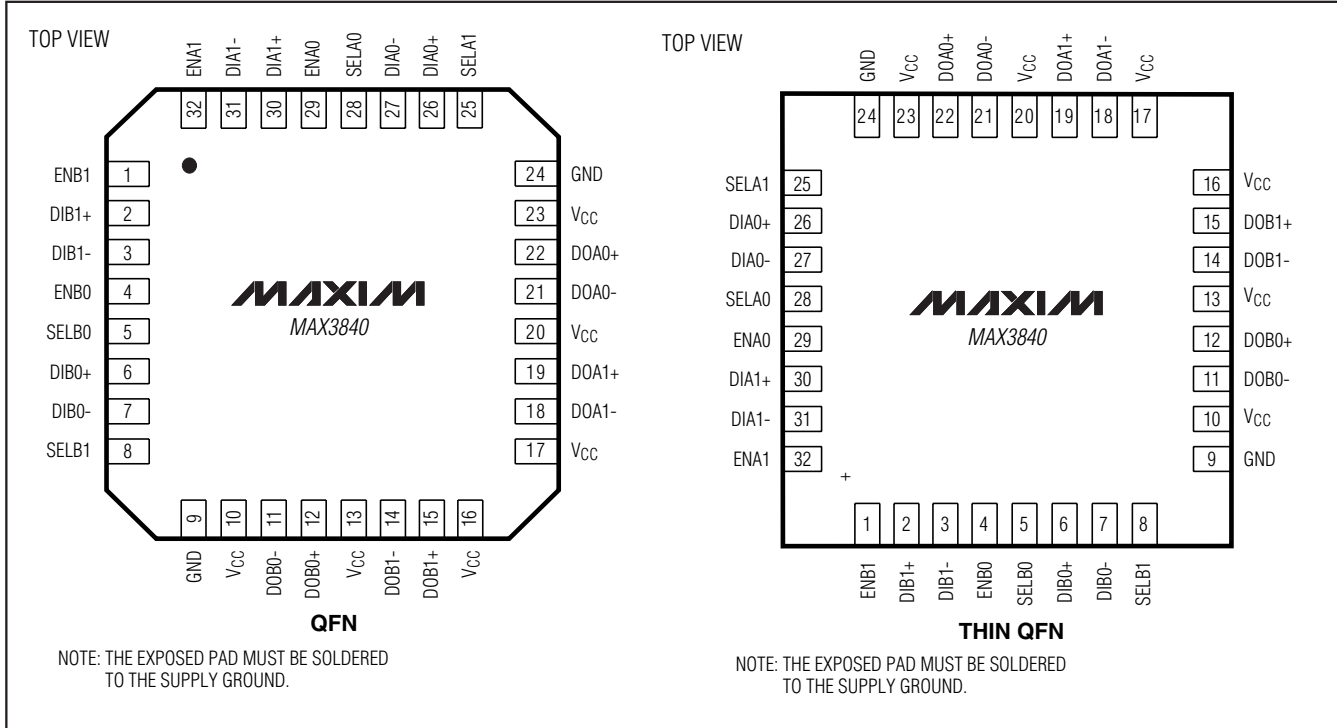 TOP VIEW
ENA1 DIA1- DIA1+ ENA0 SELA0 DIA0- DIA0+ SELA1
32 31 30 29 28 27 26 25
ENB1 1
DIB1+ 2
DIB1- 3
ENB0 4
SELB0 5
DIB0+ 6
DIB0- 7
SELB1 8
24 GND
23 VCC
22 DOA0+
21 DOA0-
20 VCC
19 DOA1+
18 DOA1-
17 VCC
MAXIM
MAX3840
9 10 11 12 13 14 15 16
GND VCC DOB0- DOB0+ VCC DOB1- DOB1+ VCC
QFN
NOTE: THE EXPOSED PAD MUST BE SOLDERED
TO THE SUPPLY GROUND.
TOP VIEW
GND VCC DOA0+ DOA0- VCC DOA1+ DOA1- VCC
24 23 22 21 20 19 18 17
SELA1 25
DIA0+ 26
DIA0- 27
SELA0 28
ENA0 29
DIA1+ 30
DIA1- 31
ENA1 32
16 VCC
15 DOB1+
14 DOB1-
13 VCC
12 DOB0+
11 DOB0-
10 VCC
9 GND
MAXIM
MAX3840
+
1 2 3 4 5 6 7 8
ENB1 DIB1+ DIB1- ENB0 SELB0 DIB0+ DIB0- SELB1
THIN QFN
NOTE: THE EXPOSED PAD MUST BE SOLDERED
TO THE SUPPLY GROUND.